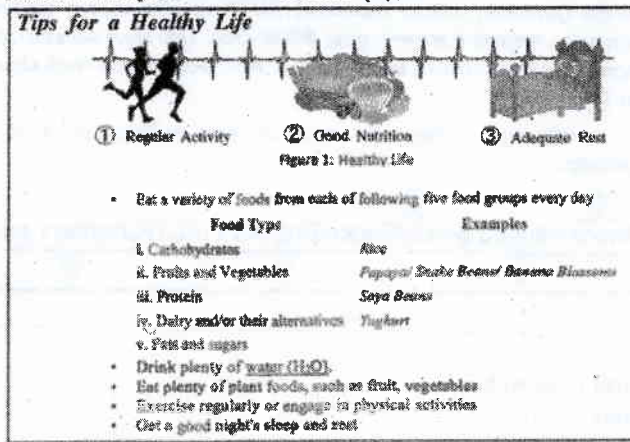 Tips for a Healthy Life
① Regular Activity ② Good Nutrition ③ Adequate Rest
Figure 1: Healthy Life
• Eat a variety of foods from each of following five food groups every day
Food Type Examples
i. Carbohydrates Rice
ii. Fruits and Vegetables Papaya/ Snake Beans/ Banana Blossoms
iii. Protein Soya Beans
iv. Dairy and/or their alternatives Yoghurt
v. Fats and sugars
• Drink plenty of water (H₂O).
• Eat plenty of plant foods, such as fruit, vegetables
• Exercise regularly or engage in physical activities
• Get a good night's sleep and rest